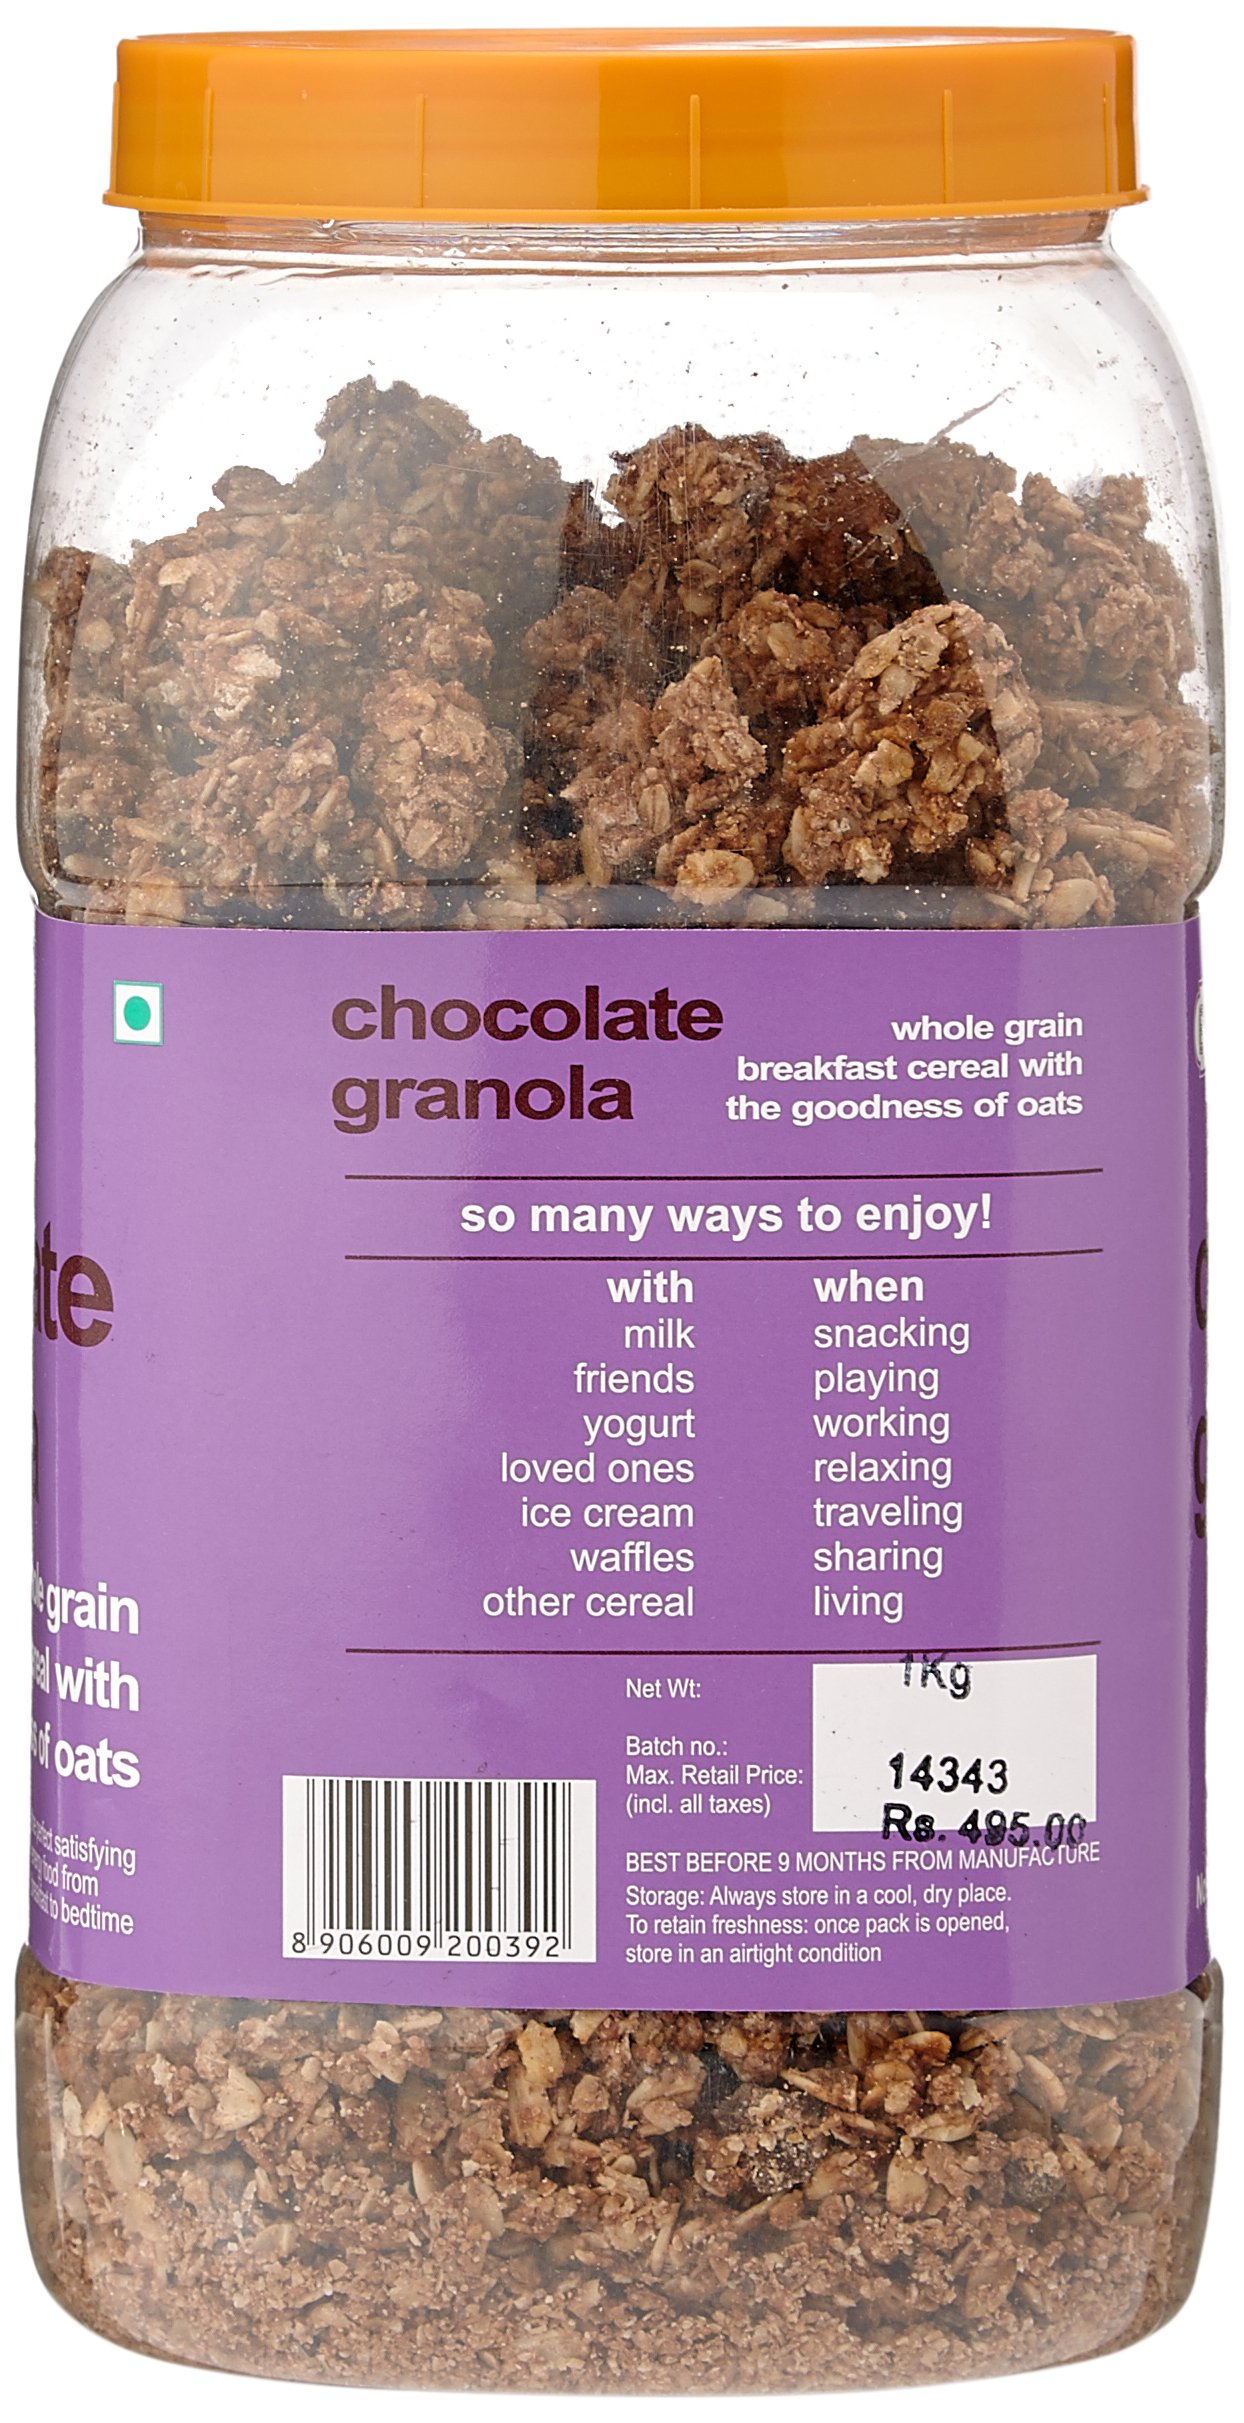 chocolate
granola
whole grain
breakfast cereal with
the goodness of oats
so many ways to enjoy!
with when
milk snacking
friends playing
yogurt working
loved ones relaxing
ice cream traveling
waffles sharing
other cereal living
Net Wt: 1Kg
Batch no.: 14343
Max. Retail Price: Rs. 495.00
(incl. all taxes)
BEST BEFORE 9 MONTHS FROM MANUFACTURE
Storage: Always store in a cool, dry place.
To retain freshness: once pack is opened,
store in an airtight condition
8 906009 200392
grain
with
of oats
satisfying
food from
to bedtime